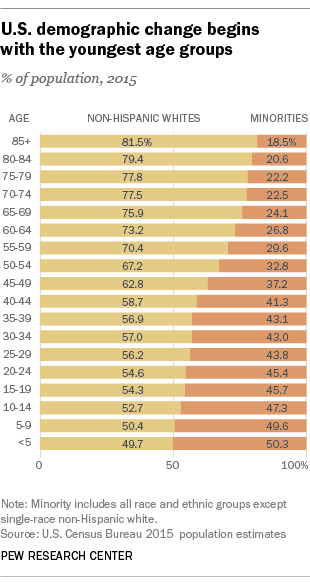 U.S. demographic change begins
with the youngest age groups
% of population, 2015
AGE NON-HISPANIC WHITES MINORITIES
85+ 81.5% 18.5%
80-84 79.4 20.6
75-79 77.8 22.2
70-74 77.5 22.5
65-69 75.9 24.1
60-64 73.2 26.8
55-59 70.4 29.6
50-54 67.2 32.8
45-49 62.8 37.2
40-44 58.7 41.3
35-39 56.9 43.1
30-34 57.0 43.0
25-29 56.2 43.8
20-24 54.6 45.4
15-19 54.3 45.7
10-14 52.7 47.3
5-9 50.4 49.6
<5 49.7 50.3
0 50 100%
Note: Minority includes all race and ethnic groups except
single-race non-Hispanic white.
Source: U.S. Census Bureau 2015 population estimates
PEW RESEARCH CENTER